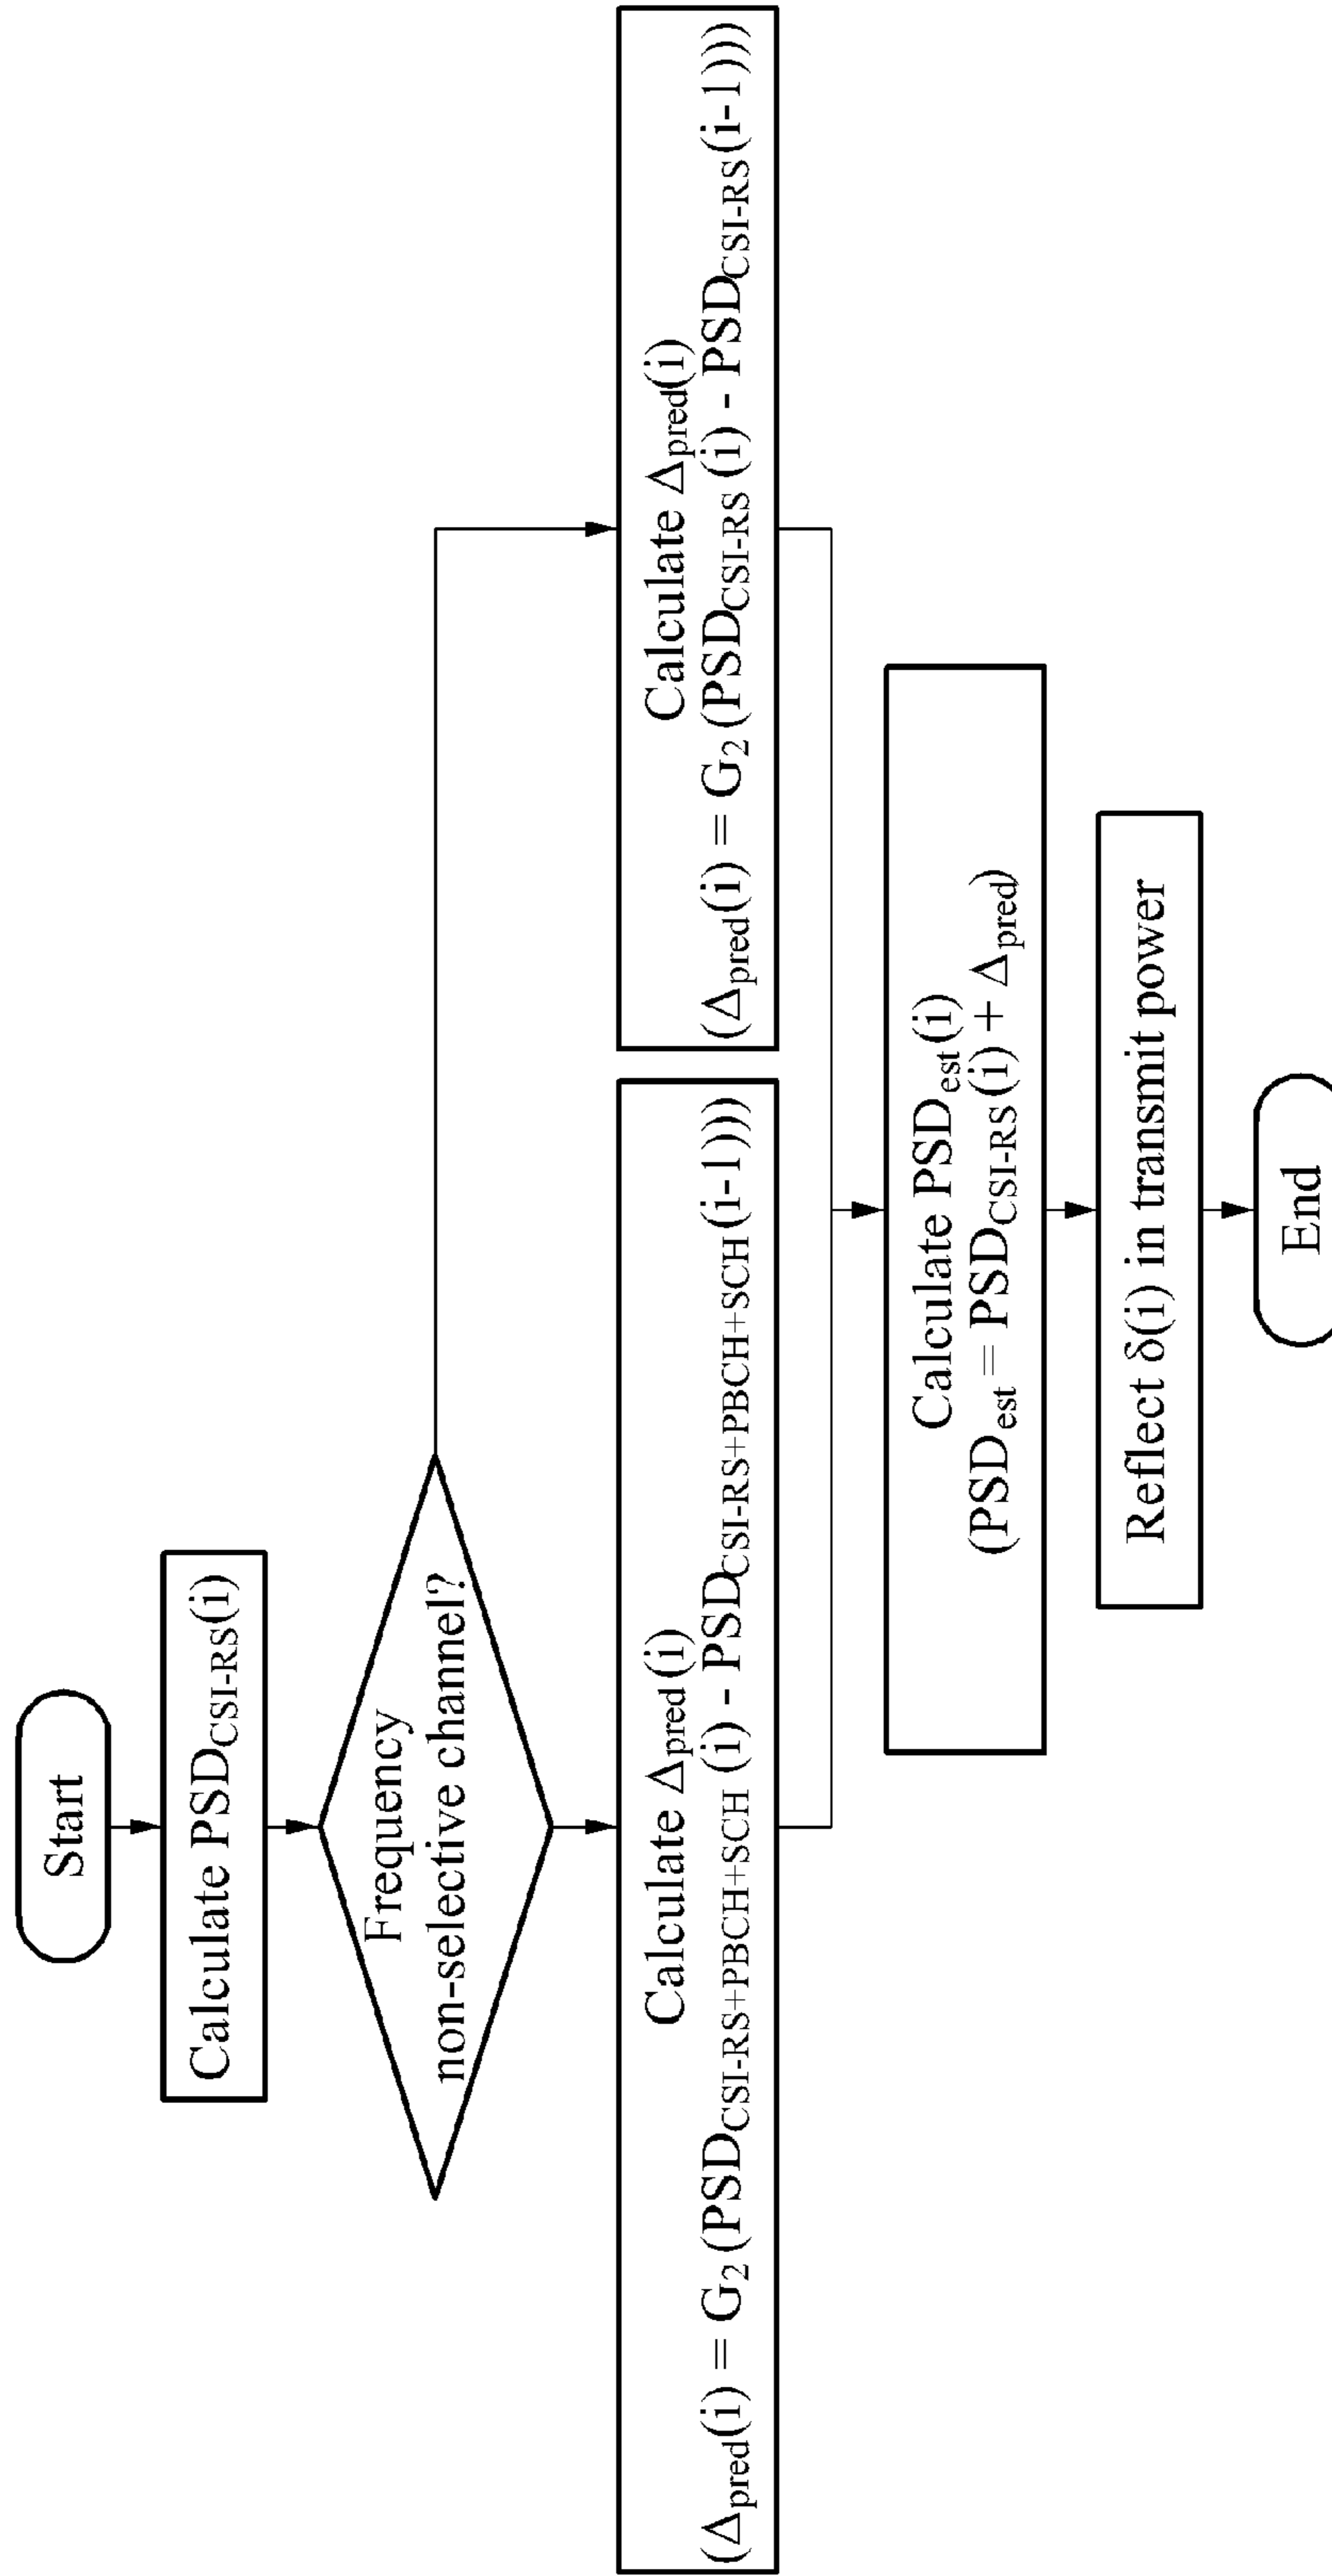 Start
Calculate PSD_CSI-RS(i)
Frequency
non-selective channel?
Calculate Δ_pred(i)
(Δ_pred(i) = G₂(PSD_CSI-RS+PBCH+SCH (i) - PSD_CSI-RS+PBCH+SCH(i-1)))
Calculate Δ_pred(i)
(Δ_pred(i) = G₂(PSD_CSI-RS (i) - PSD_CSI-RS(i-1)))
Calculate PSD_est(i)
(PSD_est = PSD_CSI-RS(i) + Δ_pred)
Reflect δ(i) in transmit power
End